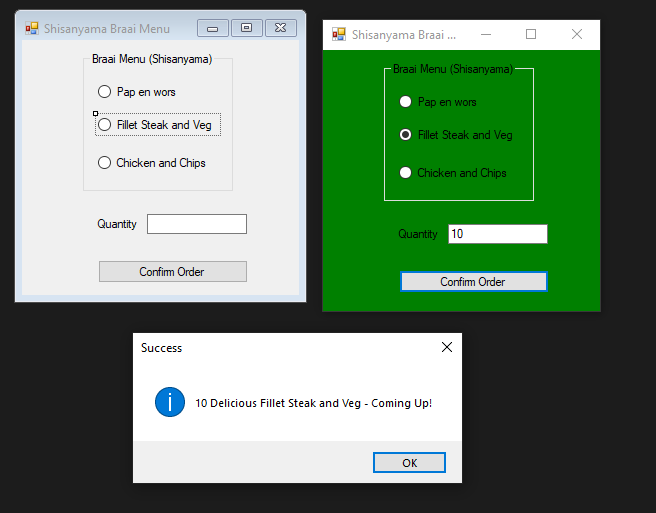 Shisanyama Braai Menu
Braai Menu (Shisanyama)
Pap en wors
Fillet Steak and Veg
Chicken and Chips
Quantity
Confirm Order
Shisanyama Braai ...
Braai Menu (Shisanyama)
Pap en wors
Fillet Steak and Veg
Chicken and Chips
Quantity 10
Confirm Order
Success
10 Delicious Fillet Steak and Veg - Coming Up!
OK